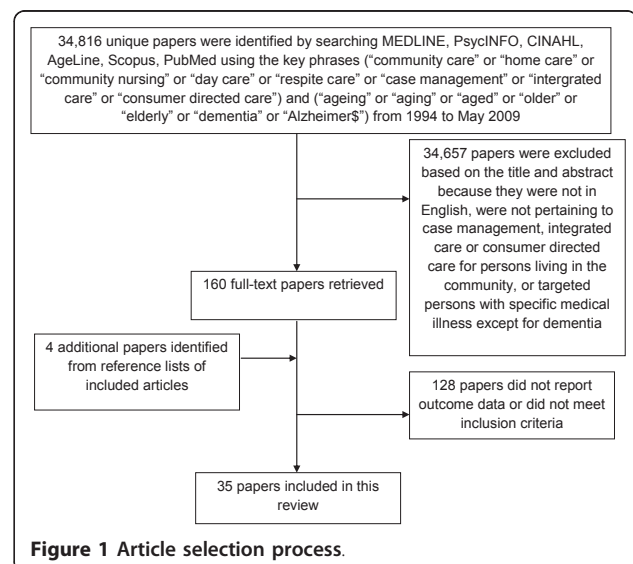 34,816 unique papers were identified by searching MEDLINE, PsycINFO, CINAHL,
AgeLine, Scopus, PubMed using the key phrases (“community care” or “home care” or
“community nursing” or “day care” or “respite care” or “case management” or “intergrated
care” or “consumer directed care”) and (“ageing” or “aging” or “aged” or “older” or
“elderly” or “dementia” or “Alzheimer$”) from 1994 to May 2009
34,657 papers were excluded
based on the title and abstract
because they were not in
English, were not pertaining to
case management, integrated
care or consumer directed
care for persons living in the
community, or targeted
persons with specific medical
illness except for dementia
160 full-text papers retrieved
4 additional papers identified
from reference lists of
included articles
128 papers did not report
outcome data or did not meet
inclusion criteria
35 papers included in this
review
Figure 1 Article selection process.